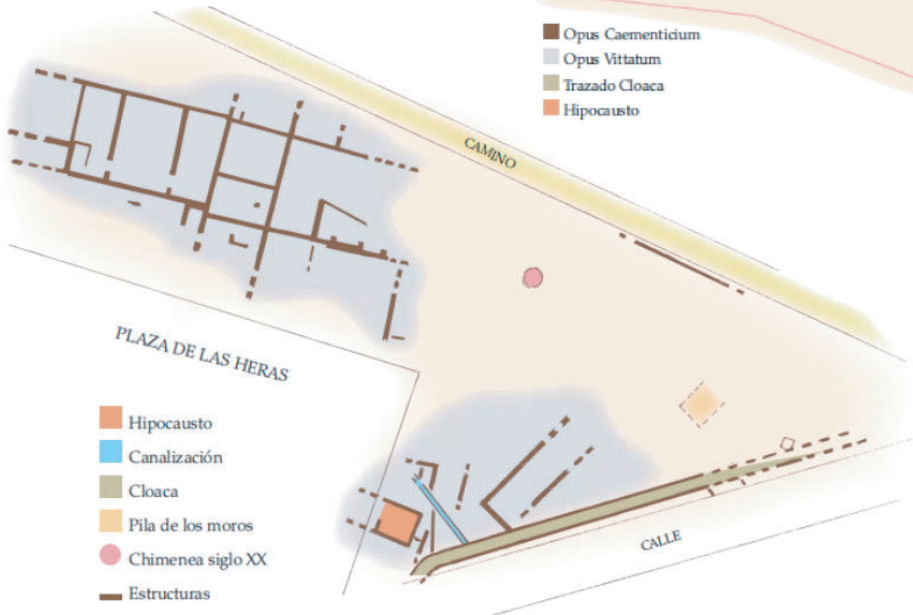 Opus Caementicium
Opus Vittatum
Trazado Cloaca
Hipocausto
CAMINO
PLAZA DE LAS HERAS
Hipocausto
Canalización
Cloaca
Pila de los moros
Chimenea siglo XX
Estructuras
CALLE